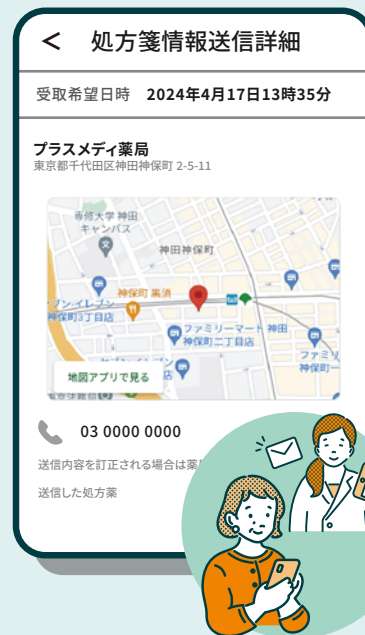 処方箋情報送信詳細
受取希望日時 2024年4月17日13時35分
プラスメディ薬局
東京都千代田区神田神保町 2-5-11
専修大学 神田
キャンパス
神田神保町
神保町 黒須
ブン-イレブン
神保町3丁目店
ファミリーマート 神田
神保町二丁目店
ファミリ
神保町一
地図アプリで見る
店
03 0000 0000
送信内容を訂正される場合は薬
送信した処方薬